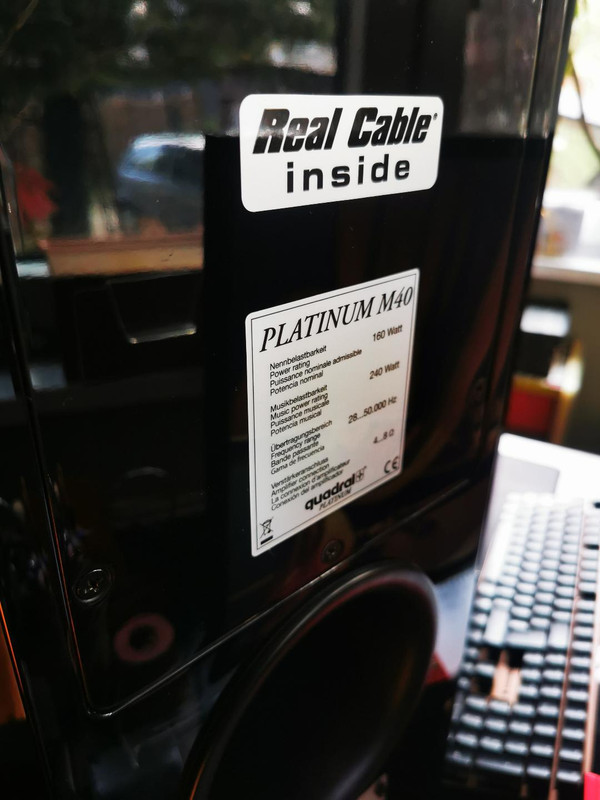 Real Cable®
inside
PLATINUM M40
Nennbelastbarkeit
Power rating 160 Watt
Puissance nominale admissible
Potencia nominal
Musikbelastbarkeit
Music power rating 240 Watt
Puissance musicale
Potencia musical
Übertragungsbereich
Frequency range 28...50.000 Hz
Bande passante
Gama de frecuencia
Verstärkeranschluss
Amplifier connection 4...8 Ω
La connexion d'amplificateur
Conexión del amplificador
quadral
PLATINUM
CE